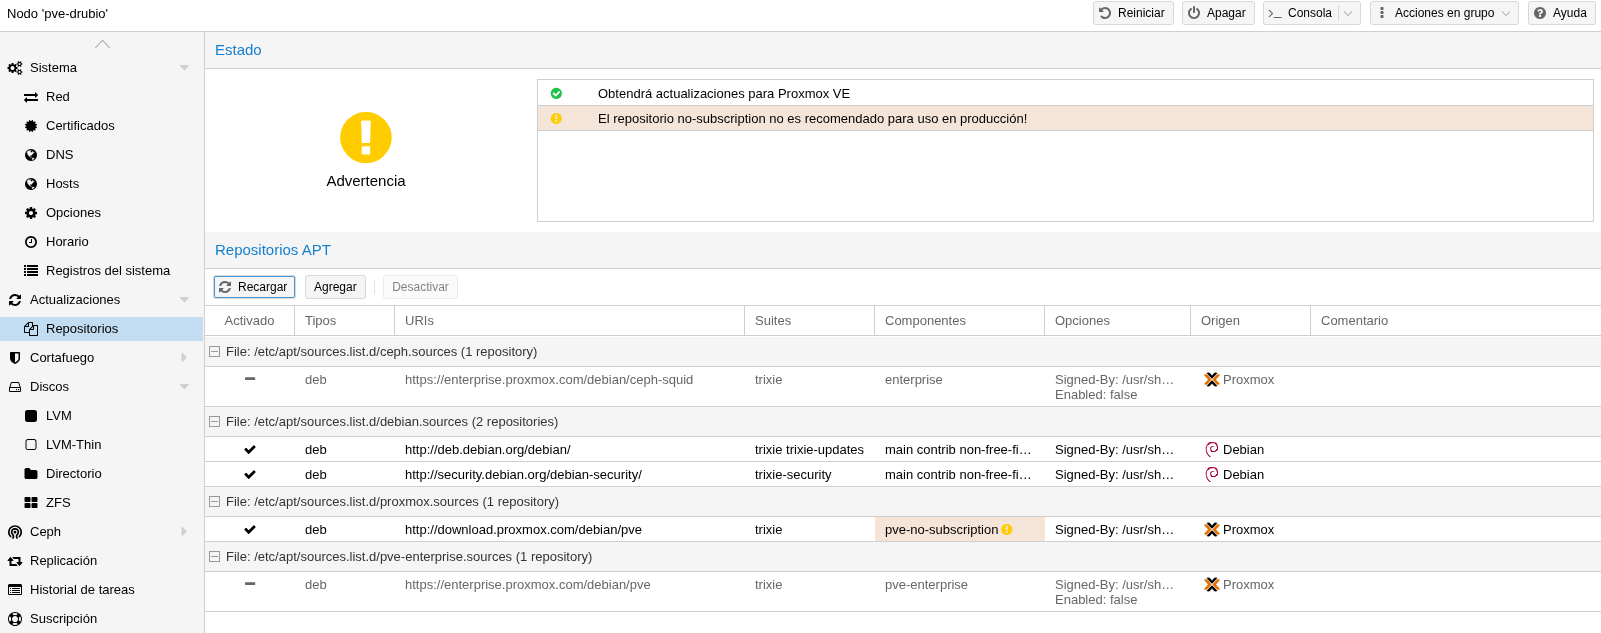 Nodo 'pve-drubio'
Reiniciar
Apagar
Consola
Acciones en grupo
Ayuda
Sistema
Red
Certificados
DNS
Hosts
Opciones
Horario
Registros del sistema
Actualizaciones
Repositorios
Cortafuego
Discos
LVM
LVM-Thin
Directorio
ZFS
Ceph
Replicación
Historial de tareas
Suscripción
Estado
Advertencia
Obtendrá actualizaciones para Proxmox VE
El repositorio no-subscription no es recomendado para uso en producción!
Repositorios APT
Recargar Agregar Desactivar
Activado Tipos URIs Suites Componentes Opciones Origen Comentario
File: /etc/apt/sources.list.d/ceph.sources (1 repository)
deb https://enterprise.proxmox.com/debian/ceph-squid trixie enterprise Signed-By: /usr/sh… Proxmox
Enabled: false
File: /etc/apt/sources.list.d/debian.sources (2 repositories)
deb http://deb.debian.org/debian/ trixie trixie-updates main contrib non-free-fi… Signed-By: /usr/sh… Debian
deb http://security.debian.org/debian-security/ trixie-security main contrib non-free-fi… Signed-By: /usr/sh… Debian
File: /etc/apt/sources.list.d/proxmox.sources (1 repository)
deb http://download.proxmox.com/debian/pve trixie pve-no-subscription Signed-By: /usr/sh… Proxmox
File: /etc/apt/sources.list.d/pve-enterprise.sources (1 repository)
deb https://enterprise.proxmox.com/debian/pve trixie pve-enterprise Signed-By: /usr/sh… Proxmox
Enabled: false